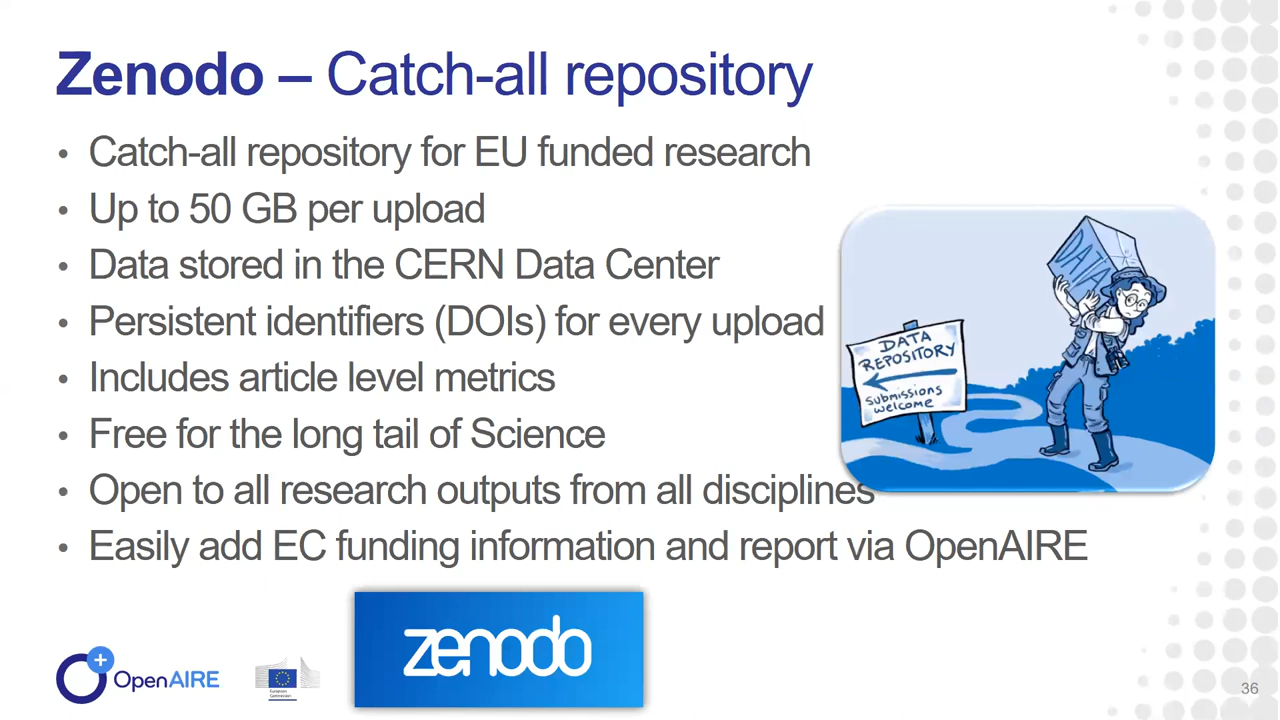 Zenodo – Catch-all repository
• Catch-all repository for EU funded research
• Up to 50 GB per upload
• Data stored in the CERN Data Center
• Persistent identifiers (DOIs) for every upload
• Includes article level metrics
• Free for the long tail of Science
• Open to all research outputs from all disciplines
• Easily add EC funding information and report via OpenAIRE
DATA
DATA
REPOSITORY
submissions
welcome
zenodo
OpenAIRE
European
Commission
36